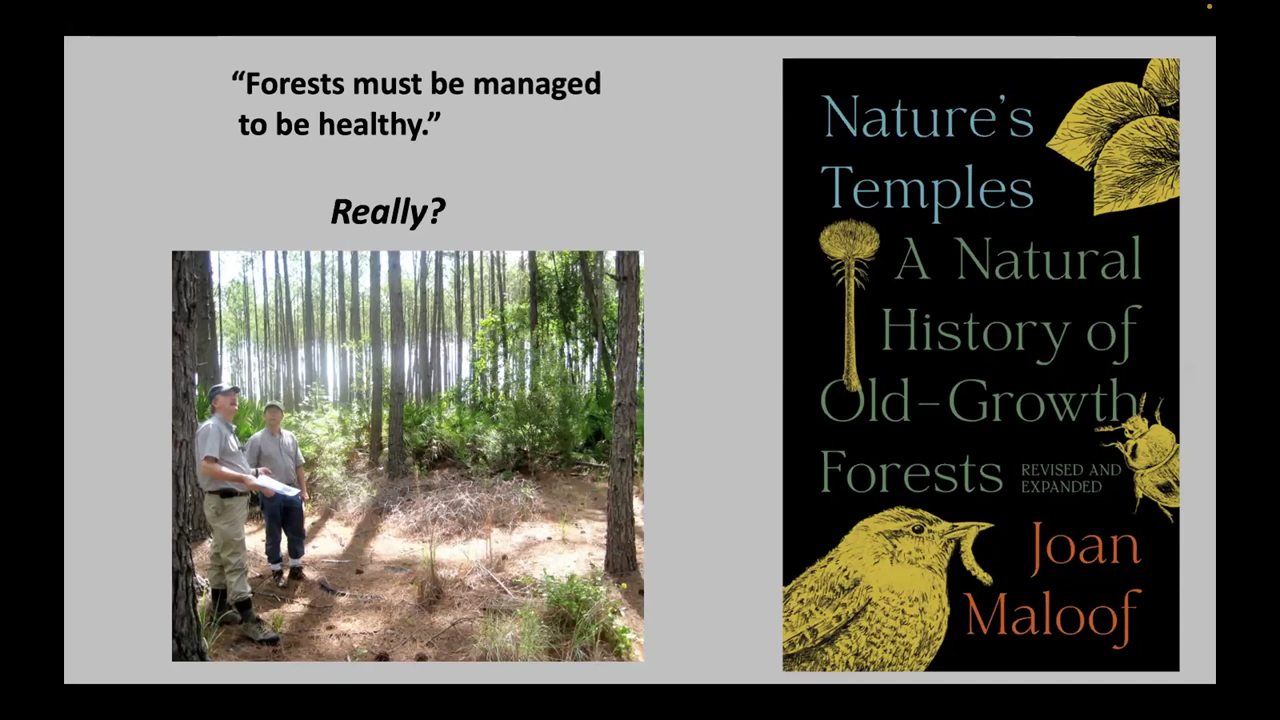 “Forests must be managed
to be healthy.”
Really?
Nature’s
Temples
A Natural
History of
Old-Growth
Forests
REVISED AND
EXPANDED
Joan
Maloof